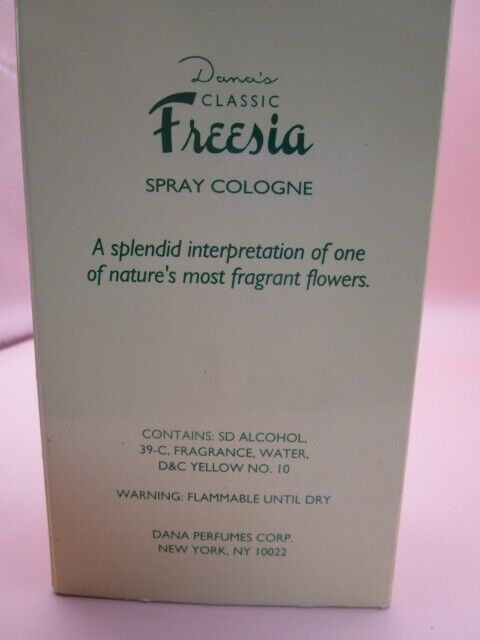 Dana's
CLASSIC
Freesia
SPRAY COLOGNE
A splendid interpretation of one
of nature's most fragrant flowers.
CONTAINS: SD ALCOHOL,
39-C, FRAGRANCE, WATER,
D&C YELLOW NO. 10
WARNING: FLAMMABLE UNTIL DRY
DANA PERFUMES CORP.
NEW YORK, NY 10022